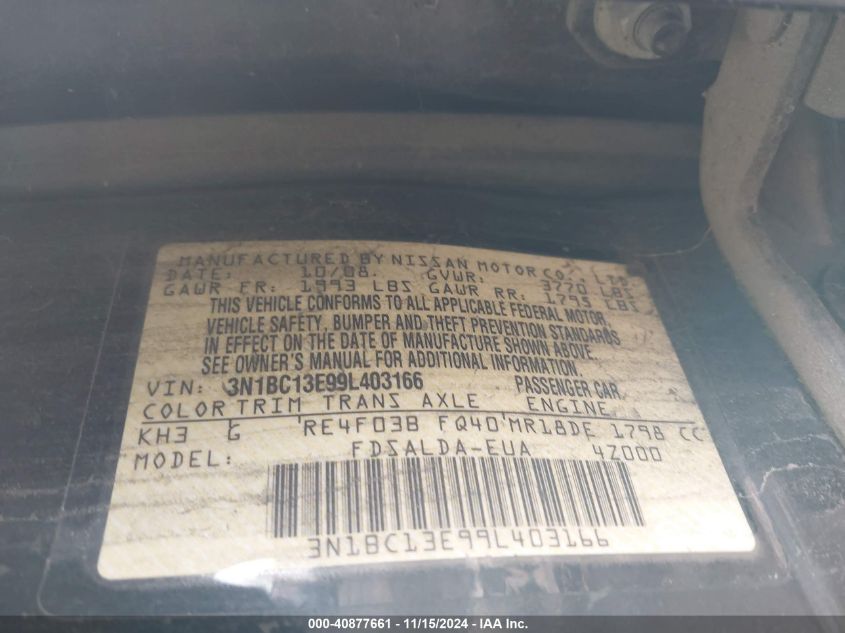 MANUFACTURED BY NISSAN MOTOR CO., LTD.
DATE: 10/08. GVWR: 3770 LBS
GAWR FR: 1993 LBS GAWR RR: 1795 LBS
THIS VEHICLE CONFORMS TO ALL APPLICABLE FEDERAL MOTOR
VEHICLE SAFETY, BUMPER AND THEFT PREVENTION STANDARDS
IN EFFECT ON THE DATE OF MANUFACTURE SHOWN ABOVE.
SEE OWNER'S MANUAL FOR ADDITIONAL INFORMATION.
VIN: 3N1BC13E99L403166 PASSENGER CAR
COLOR TRIM TRANS AXLE ENGINE
KH3 G RE4F03B FQ40 MR18DE 1798 CC
MODEL: FDSALDA-EUA 4Z000
3N1BC13E99L403166
000-40877661 - 11/15/2024 - IAA Inc.